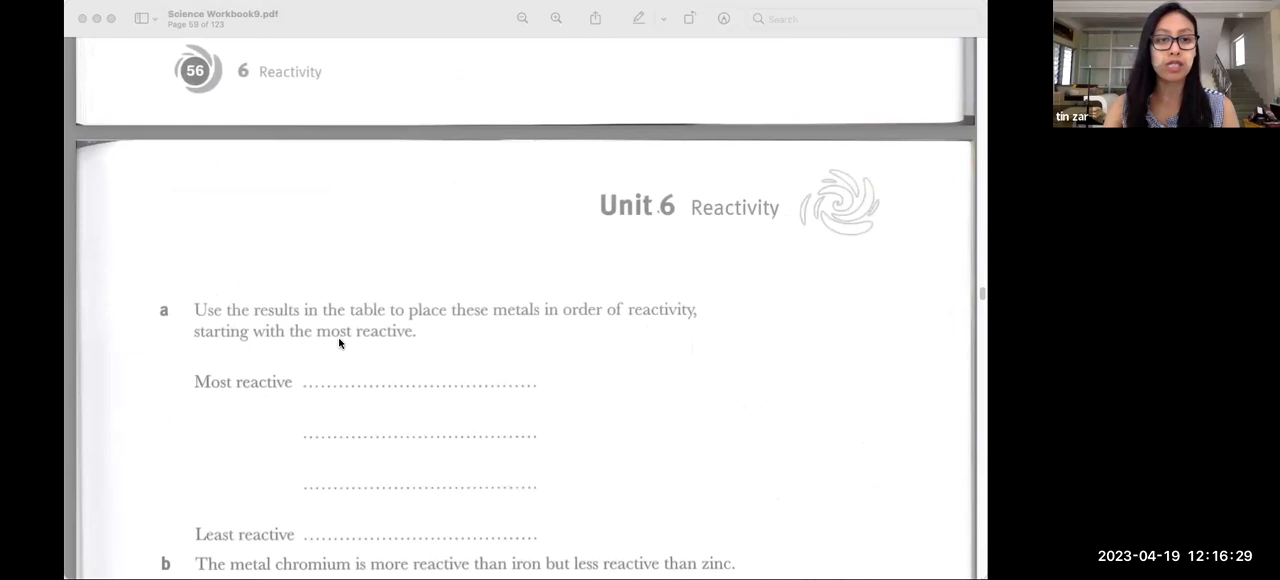 Science Workbook9.pdf
Page 59 of 123
Search
56 6 Reactivity
Unit 6 Reactivity
a Use the results in the table to place these metals in order of reactivity,
starting with the most reactive.
Most reactive ........................................
........................................
........................................
Least reactive ........................................
b The metal chromium is more reactive than iron but less reactive than zinc.
tin zar
2023-04-19 12:16:29